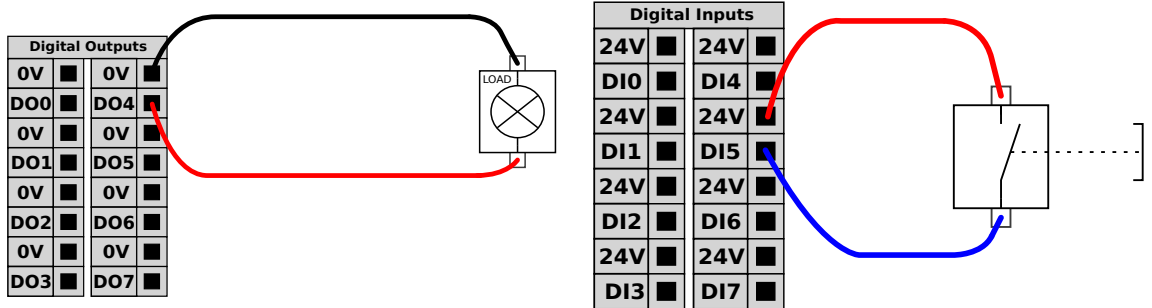 Digital Outputs
0V 0V
DO0 DO4
0V 0V
DO1 DO5
0V 0V
DO2 DO6
0V 0V
DO3 DO7
LOAD
Digital Inputs
24V 24V
DI0 DI4
24V 24V
DI1 DI5
24V 24V
DI2 DI6
24V 24V
DI3 DI7